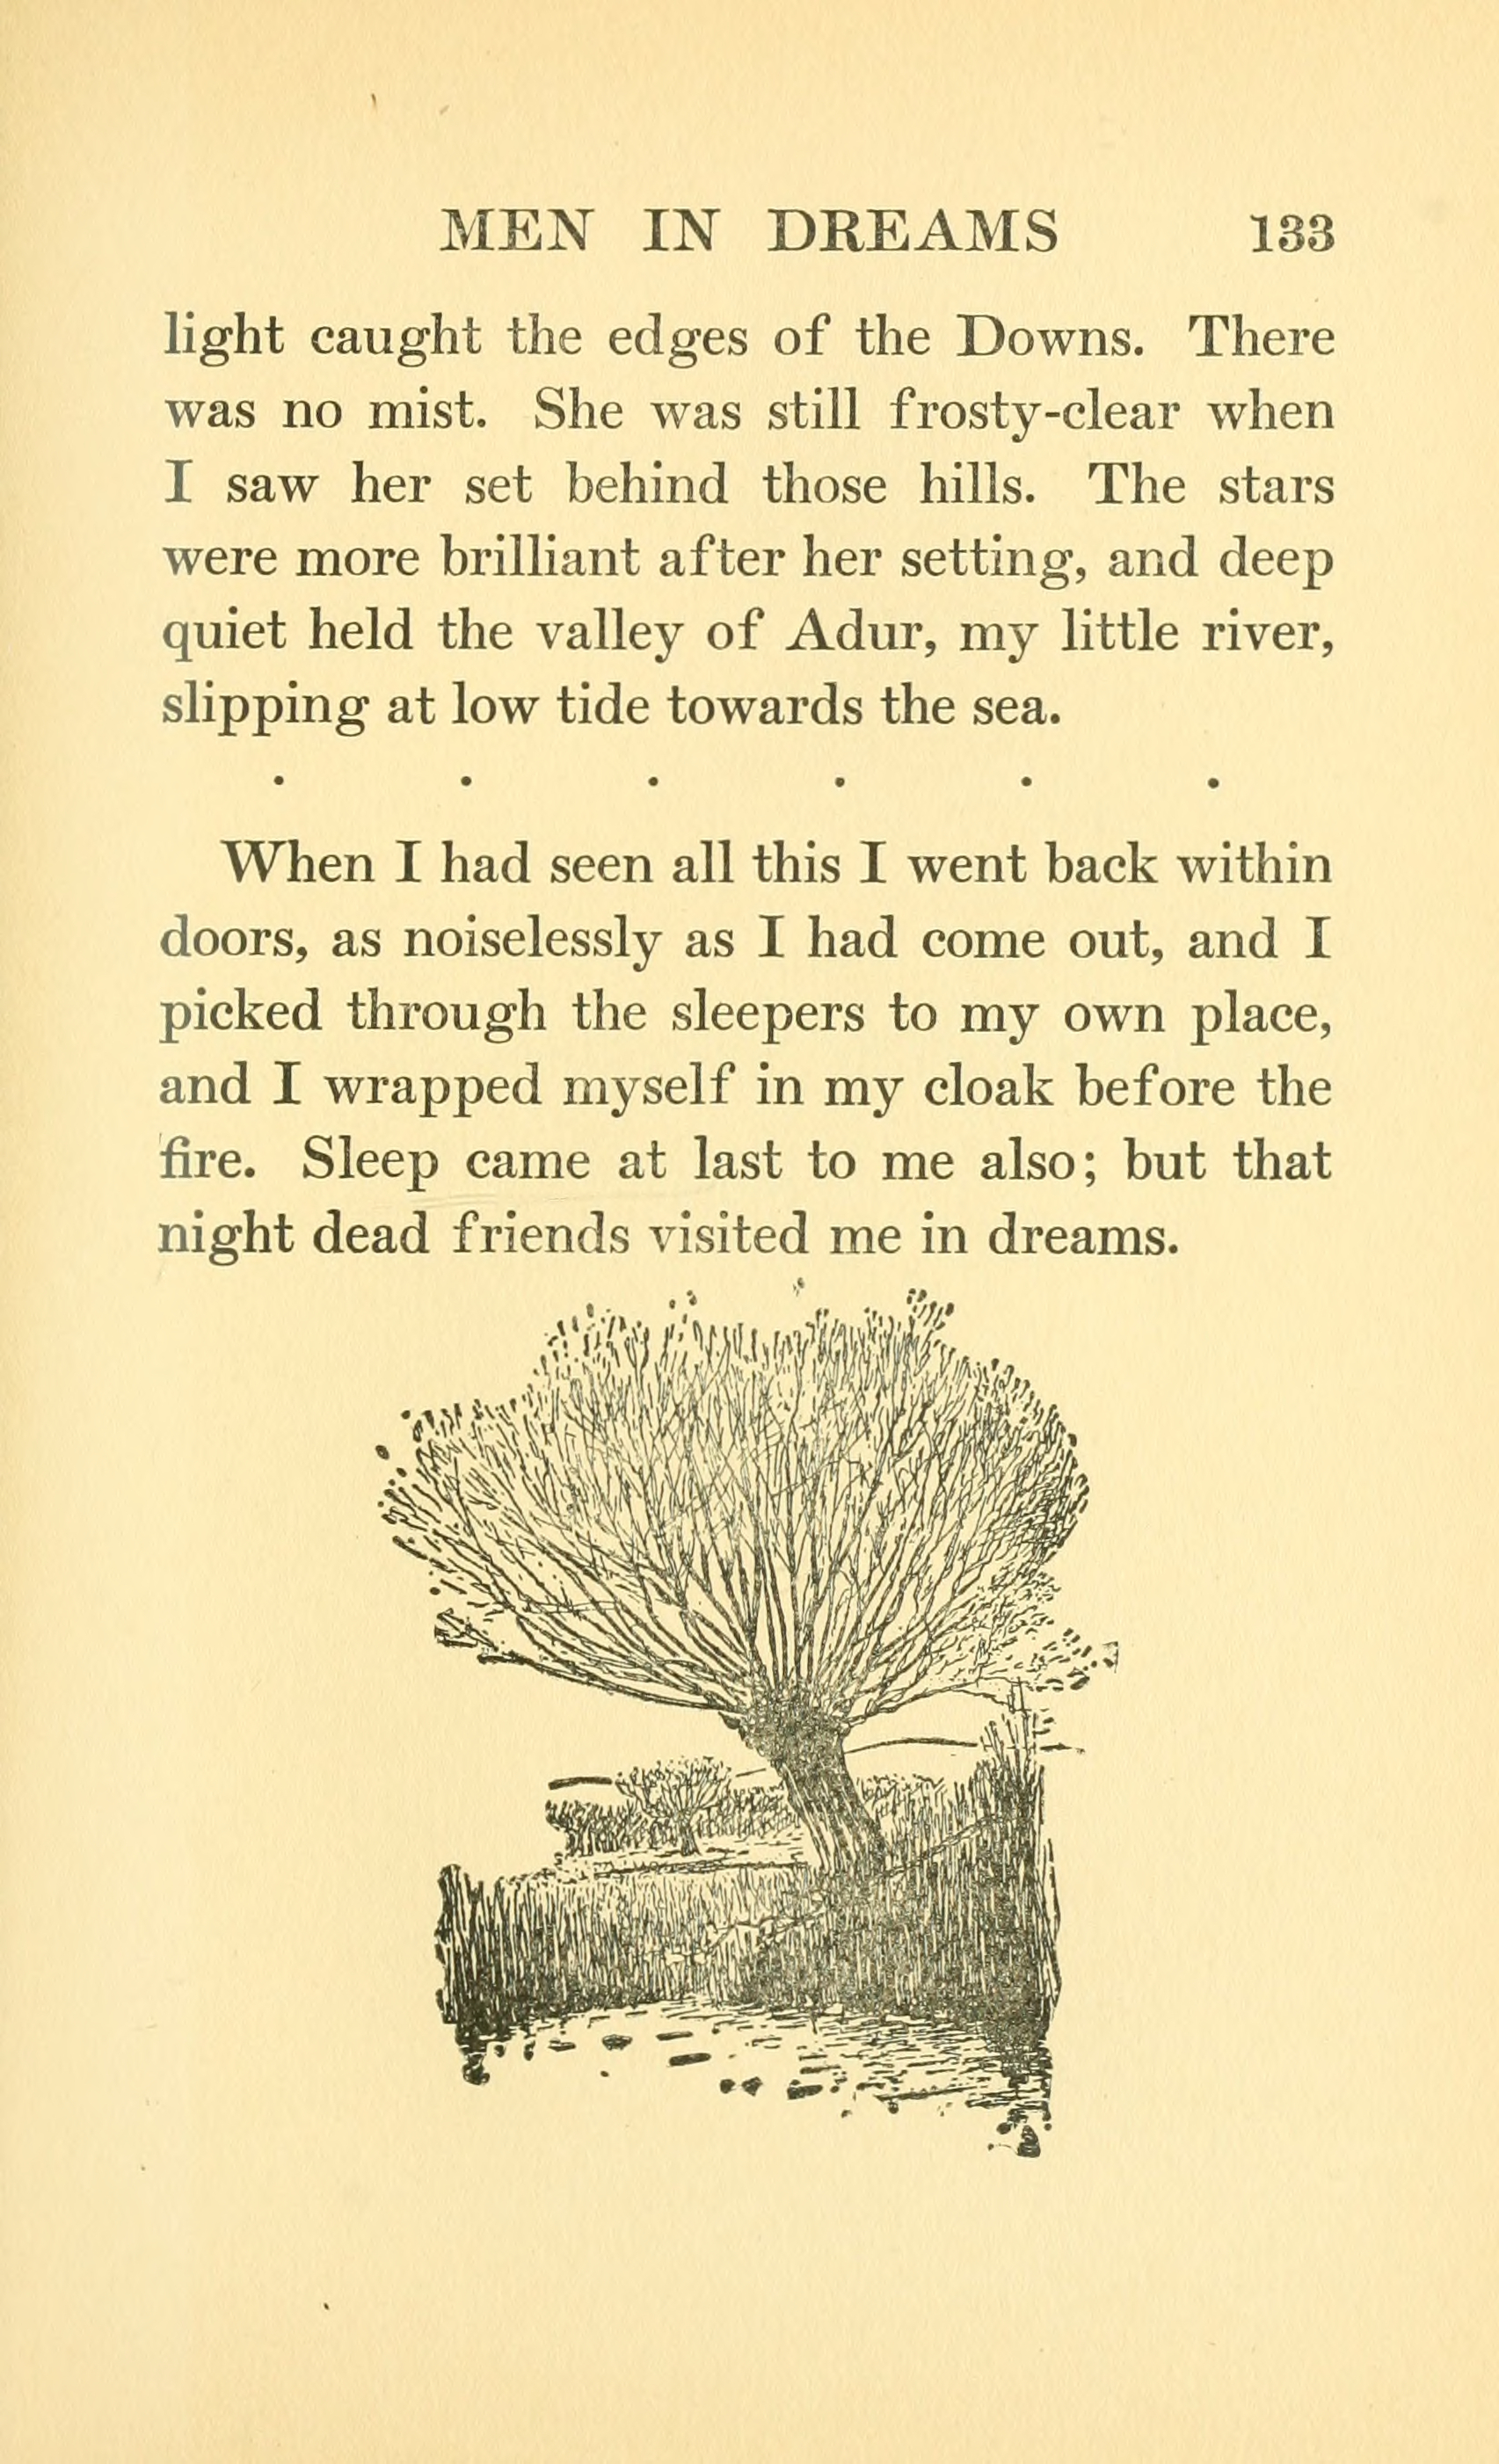 MEN IN DREAMS 133
light caught the edges of the Downs. There
was no mist. She was still frosty-clear when
I saw her set behind those hills. The stars
were more brilliant after her setting, and deep
quiet held the valley of Adur, my little river,
slipping at low tide towards the sea.
. . . . . .
When I had seen all this I went back within
doors, as noiselessly as I had come out, and I
picked through the sleepers to my own place,
and I wrapped myself in my cloak before the
fire. Sleep came at last to me also; but that
night dead friends visited me in dreams.